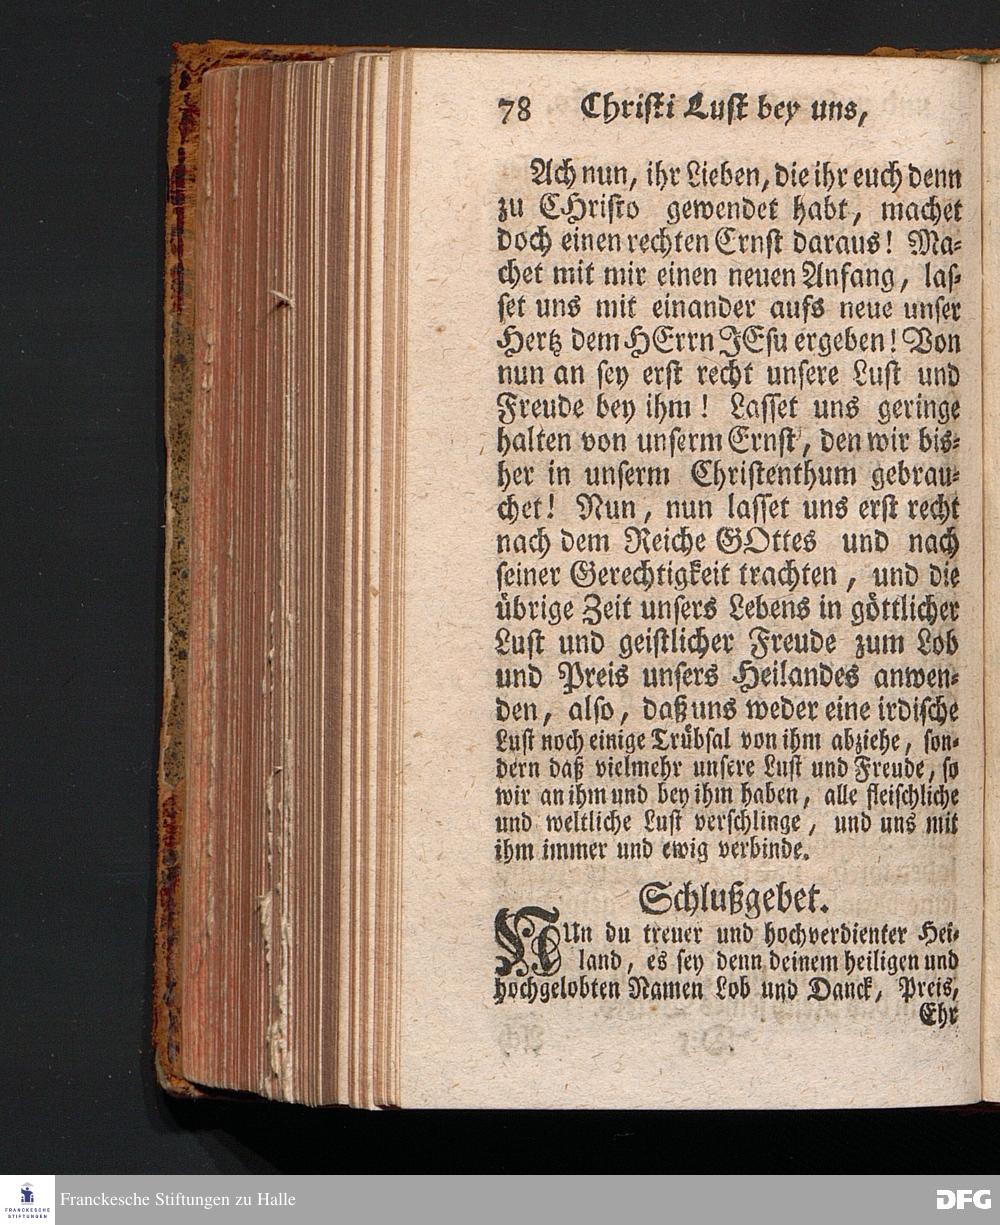 78 Christi Lust bey uns,
Ach nun, ihr Lieben, die ihr euch denn
zu CHristo gewendet habt, machet
doch einen rechten Ernst daraus! Ma-
chet mit mir einen neuen Anfang, las-
set uns mit einander aufs neue unser
Hertz dem HErrn JEsu ergeben! Von
nun an sey erst recht unsere Lust und
Freude bey ihm! Lasset uns geringe
halten von unserm Ernst, den wir bis-
her in unserm Christenthum gebrau-
chet! Nun, nun lasset uns erst recht
nach dem Reiche GOttes und nach
seiner Gerechtigkeit trachten, und die
übrige Zeit unsers Lebens in göttlicher
Lust und geistlicher Freude zum Lob
und Preis unsers Heilandes anwen-
den, also, daß uns weder eine irdische
Lust noch einige Trübsal von ihm abziehe, son-
dern daß vielmehr unsere Lust und Freude, so
wir an ihm und bey ihm haben, alle fleischliche
und weltliche Lust verschlinge, und uns mit
ihm immer und ewig verbinde.
Schlußgebet.
NUn du treuer und hochverdienter Hei-
land, es sey denn deinem heiligen und
hochgelobten Namen Lob und Danck, Preis,
Ehr
FRANCKESCHE
STIFTUNGEN
Franckesche Stiftungen zu Halle
DFG